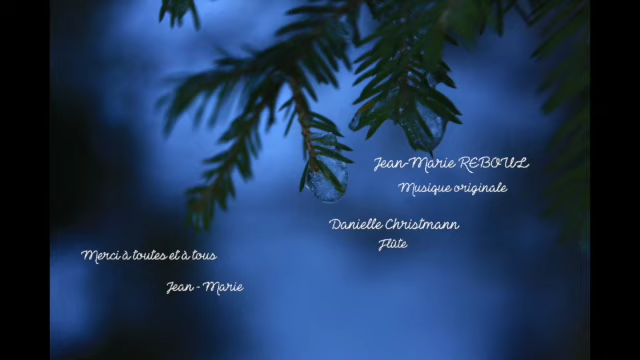 Jean-Marie REBOUL
Musique originale
Danielle Christmann
Flûte
Merci à toutes et à tous
Jean - Marie